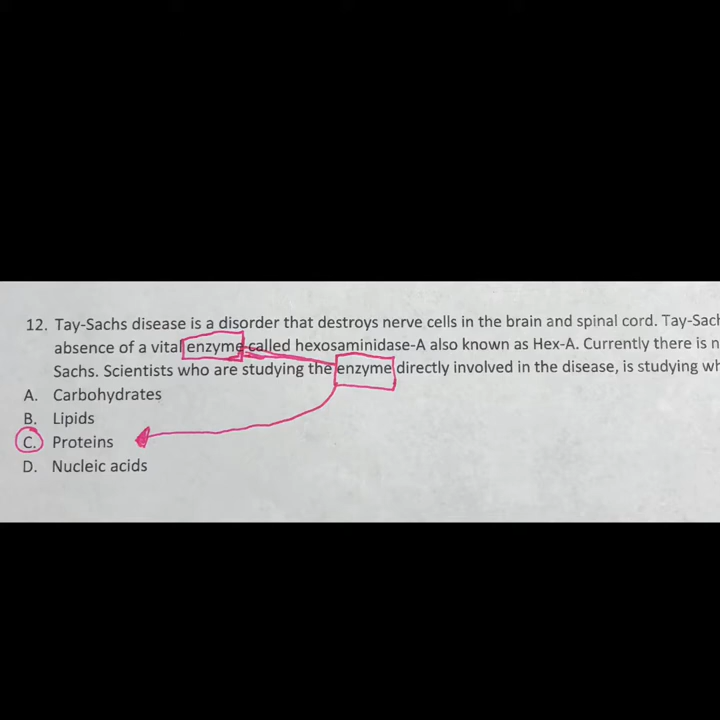 12. Tay-Sachs disease is a disorder that destroys nerve cells in the brain and spinal cord. Tay-Sach
absence of a vital enzyme called hexosaminidase-A also known as Hex-A. Currently there is n
Sachs. Scientists who are studying the enzyme directly involved in the disease, is studying wh
A. Carbohydrates
B. Lipids
C. Proteins
D. Nucleic acids